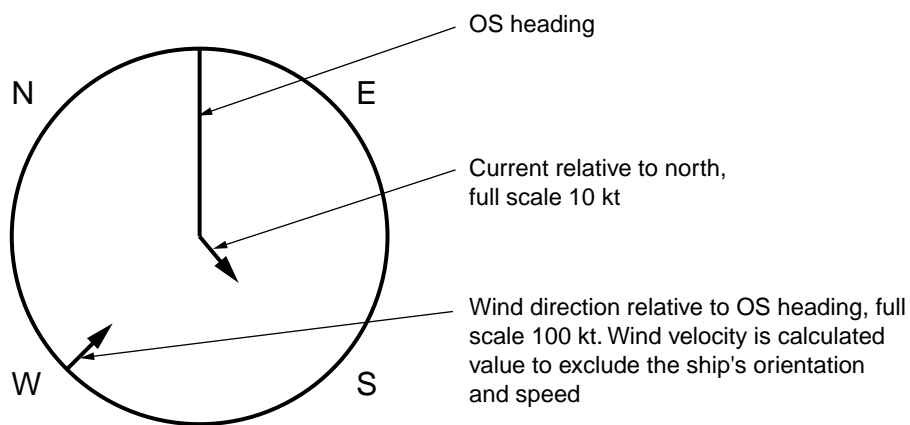 OS heading
N
E
Current relative to north,
full scale 10 kt
Wind direction relative to OS heading, full
scale 100 kt. Wind velocity is calculated
value to exclude the ship's orientation
and speed
W
S